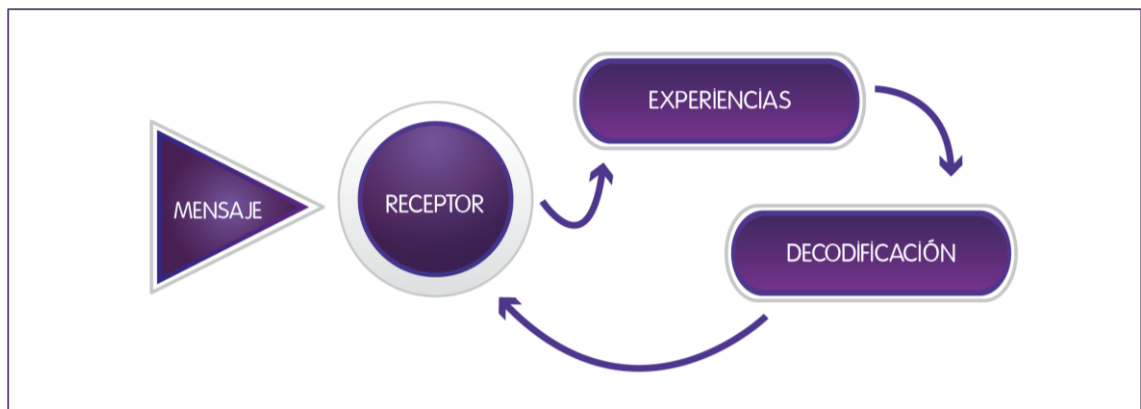 MENSAJE
RECEPTOR
EXPERIENCIAS
DECODIFICACIÓN